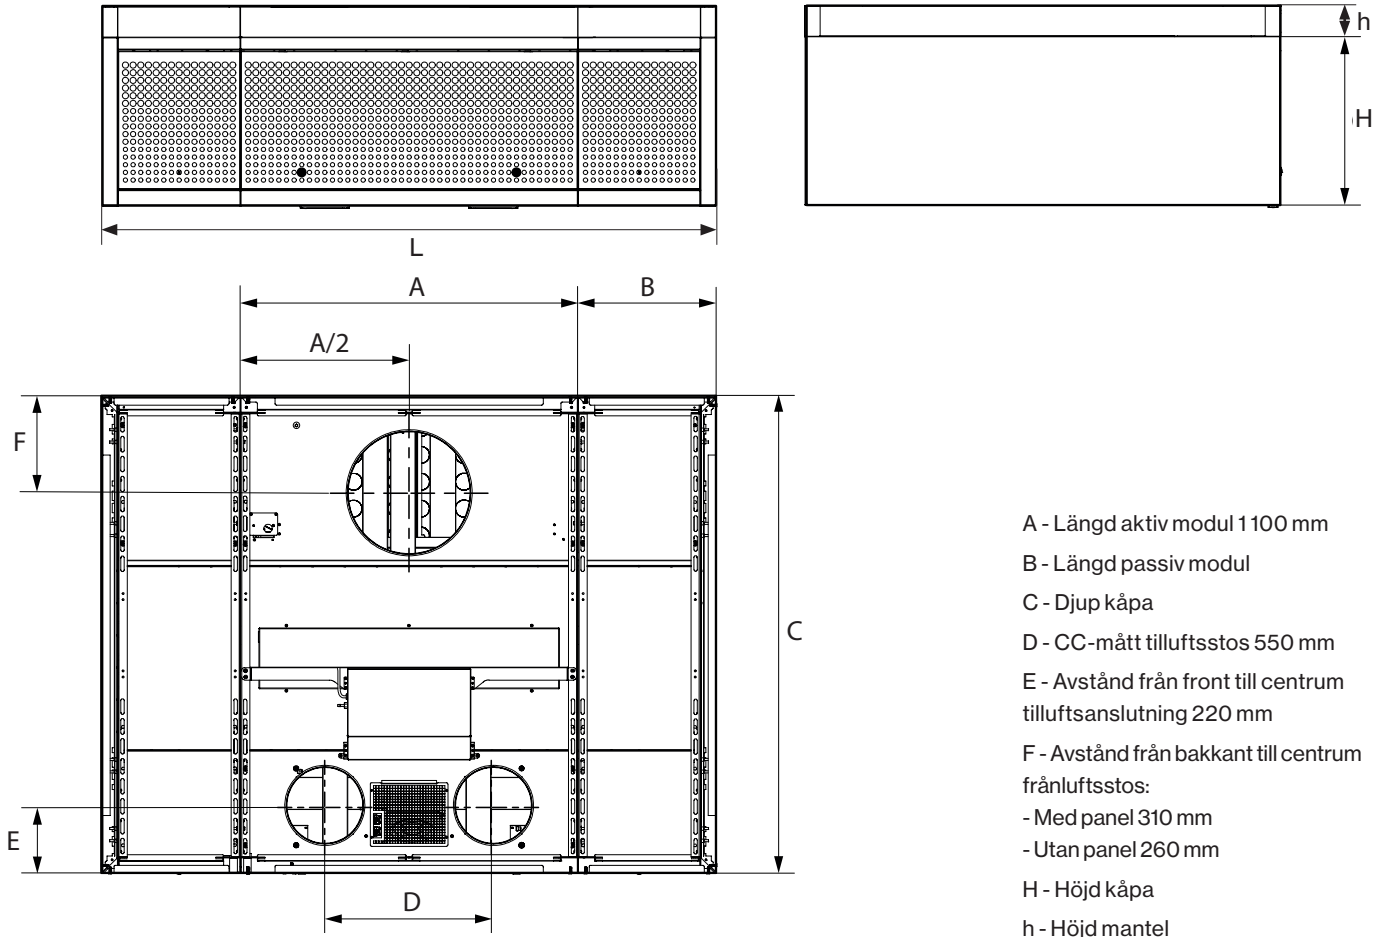 h
H
L
A
B
A/2
F
C
A - Längd aktiv modul 1 100 mm
B - Längd passiv modul
C - Djup kåpa
D - CC-mått tilluftsstos 550 mm
E - Avstånd från front till centrum
tilluftsanslutning 220 mm
F - Avstånd från bakkant till centrum
frånluftsstos:
- Med panel 310 mm
- Utan panel 260 mm
E
H - Höjd kåpa
D
h - Höjd mantel